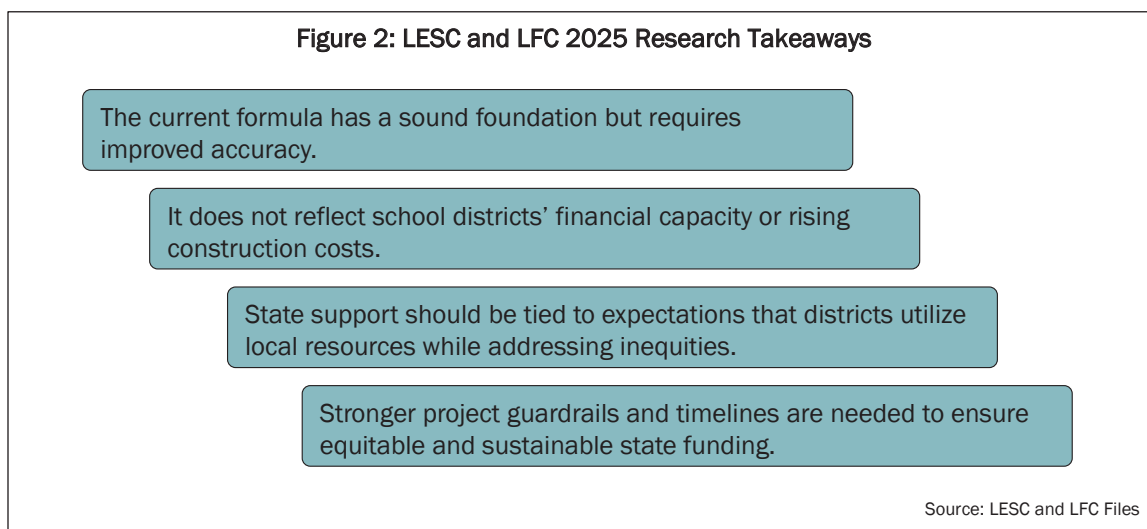 Figure 2: LESC and LFC 2025 Research Takeaways
The current formula has a sound foundation but requires
improved accuracy.
It does not reflect school districts’ financial capacity or rising
construction costs.
State support should be tied to expectations that districts utilize
local resources while addressing inequities.
Stronger project guardrails and timelines are needed to ensure
equitable and sustainable state funding.
Source: LESC and LFC Files